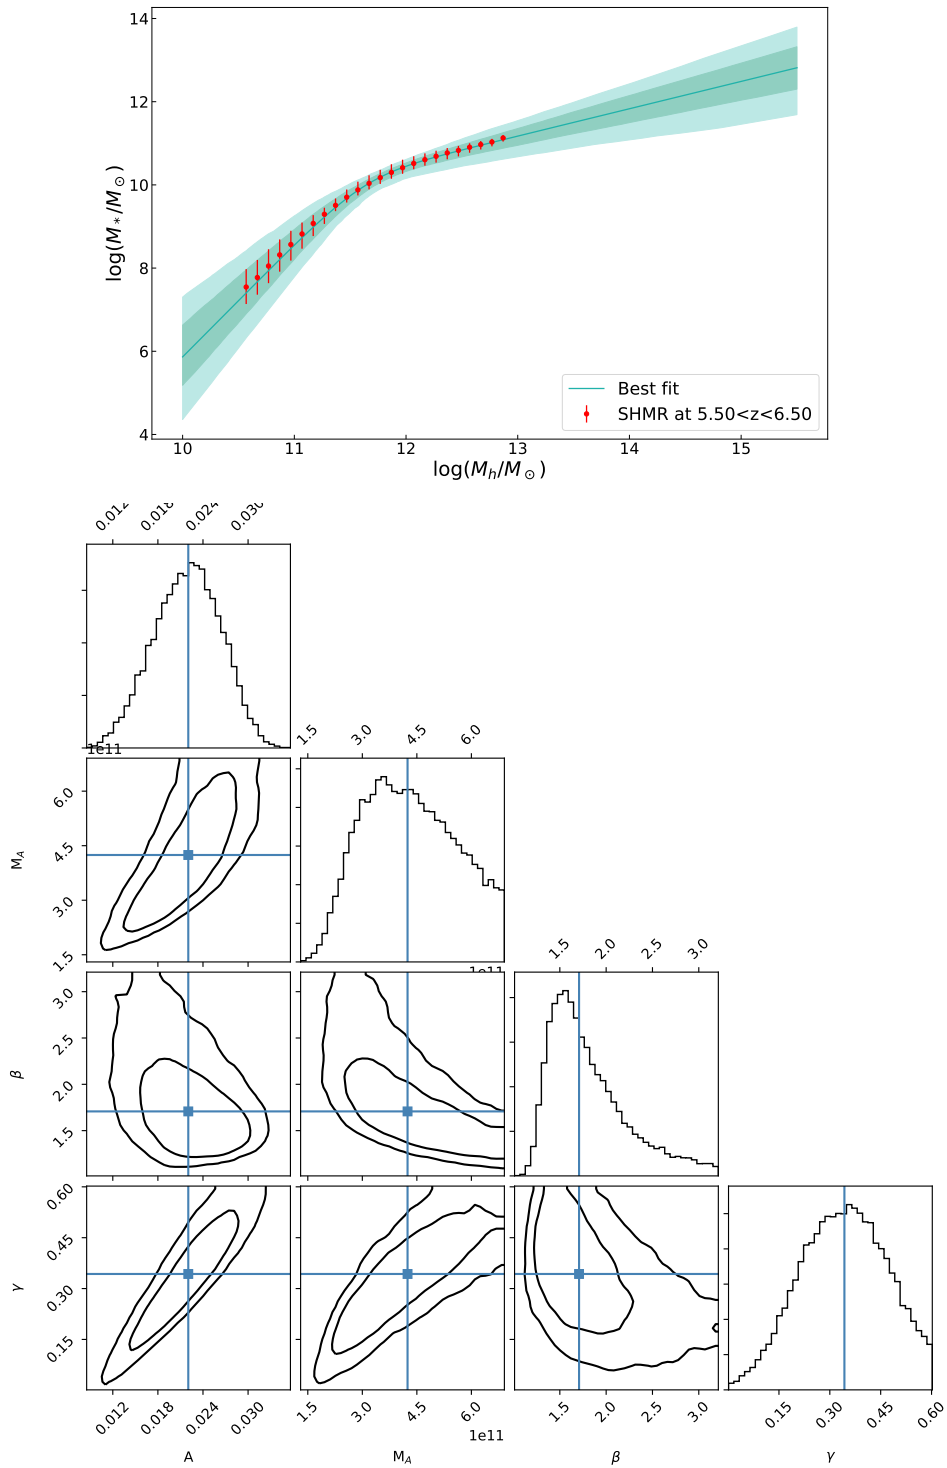 14
12
10
8
6
4
log(M*/M⊙)
Best fit
SHMR at 5.50<z<6.50
10 11 12 13 14 15
log(Mh/M⊙)
0.012 0.018 0.024 0.030
1e11
1.5 3.0 4.5 6.0
6.0
4.5
3.0
1.5
MA
1e11
1.5 2.0 2.5 3.0
3.0
2.5
2.0
1.5
β
0.60
0.45
0.30
0.15
γ
0.012 0.018 0.024 0.030
1.5 3.0 4.5 6.0
1.5 2.0 2.5 3.0
0.15 0.30 0.45 0.60
1e11
A MA β γ